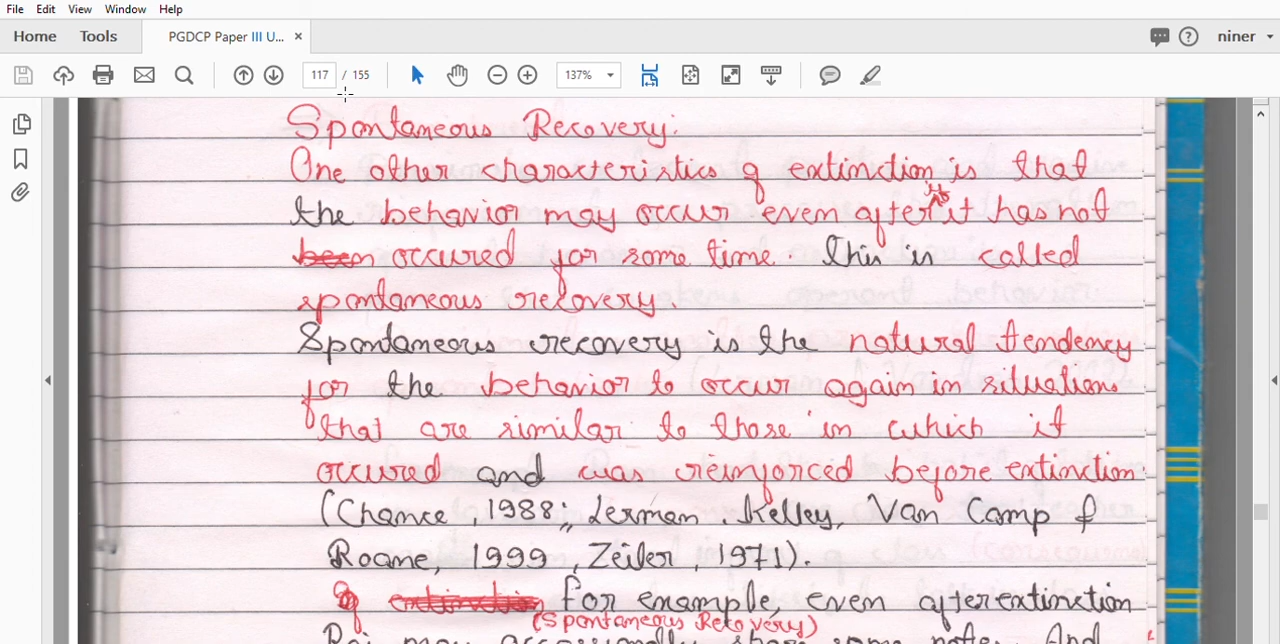 File Edit View Window Help
Home Tools PGDCP Paper III U... × niner
117 / 155 137%
Spontaneous Recovery:
One other characteristics of extinction is that
the behavior may occur even after it has not
occured for some time. This is called
spontaneous recovery.
Spontaneous recovery is the natural tendency
for the behavior to occur again in situations
that are similar to those in which it
occured and was reinforced before extinction
(Chance, 1988; Lerman, Kelley, Van Camp &
Roane, 1999, Zeiler, 1971).
For example, even after extinction
(Spontaneous Recovery)